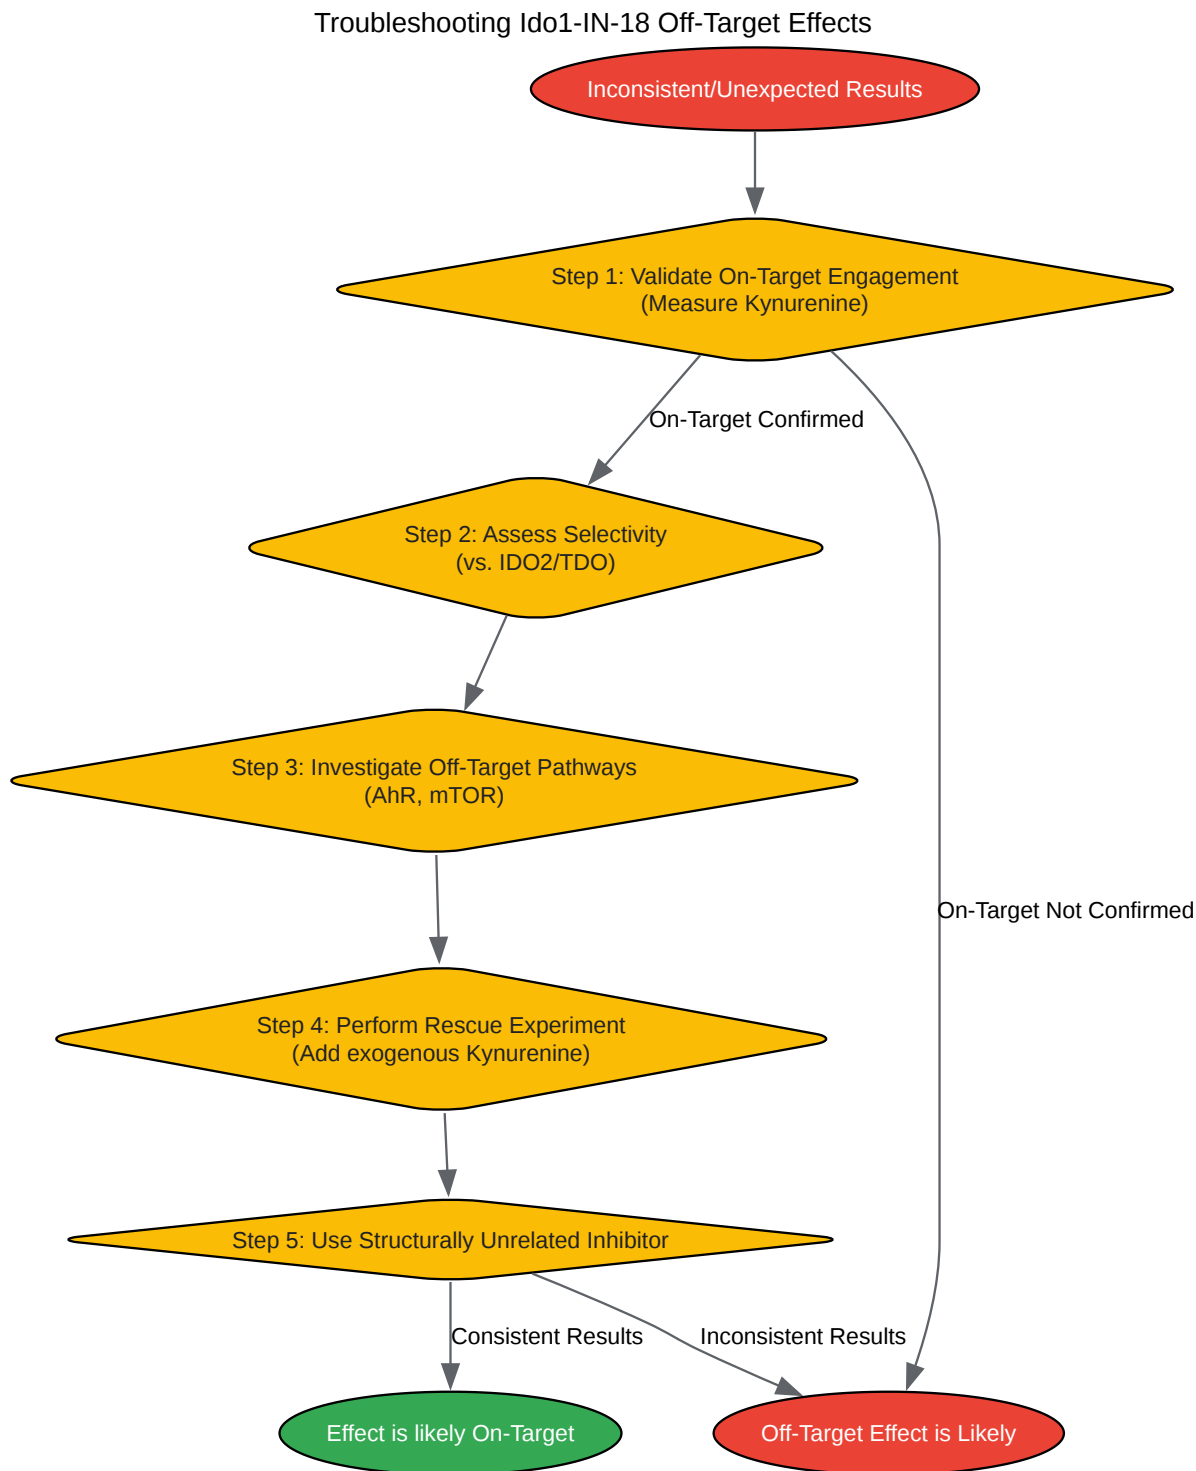 Troubleshooting Ido1-IN-18 Off-Target Effects
Inconsistent/Unexpected Results
Step 1: Validate On-Target Engagement
(Measure Kynurenine)
On-Target Confirmed
Step 2: Assess Selectivity
(vs. IDO2/TDO)
Step 3: Investigate Off-Target Pathways
(AhR, mTOR)
On-Target Not Confirmed
Step 4: Perform Rescue Experiment
(Add exogenous Kynurenine)
Step 5: Use Structurally Unrelated Inhibitor
Consistent Results
Inconsistent Results
Effect is likely On-Target
Off-Target Effect is Likely